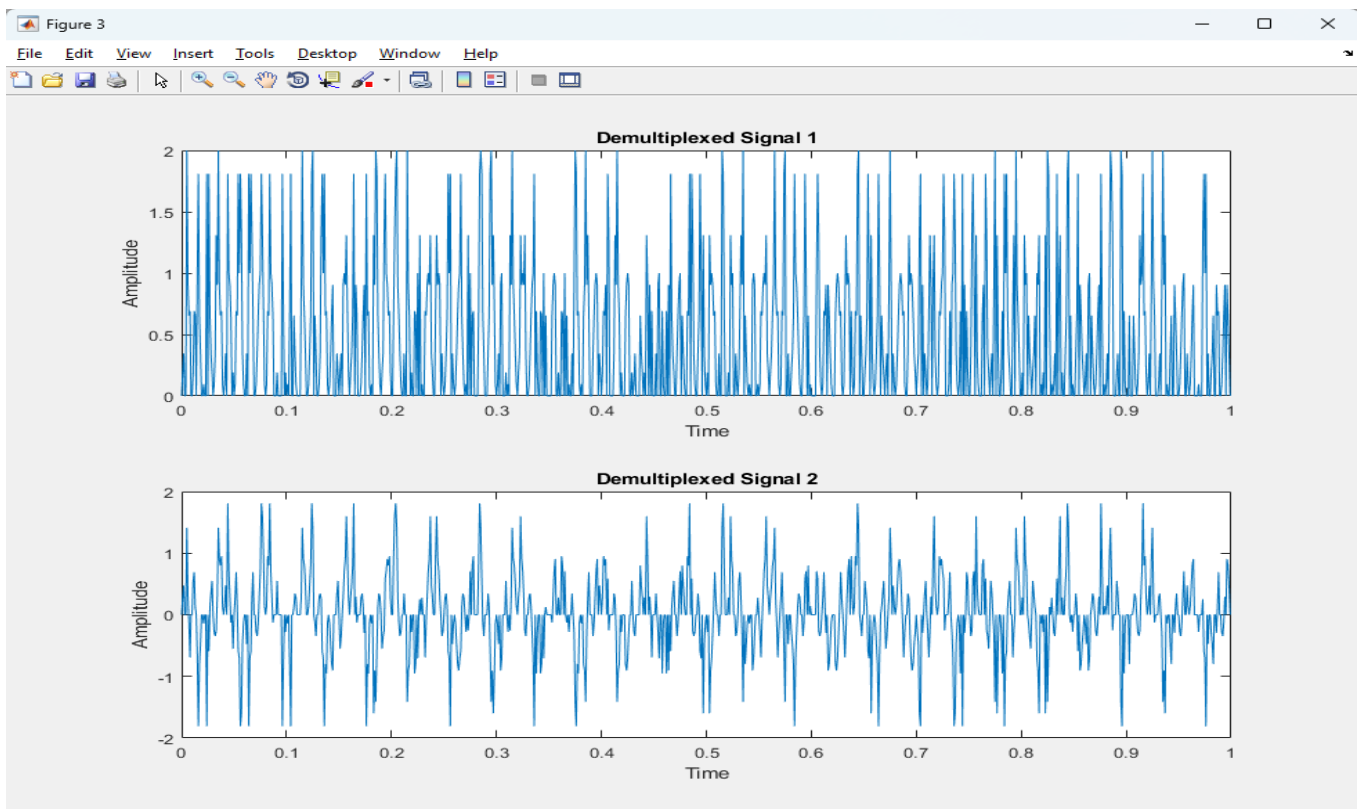 Figure 3
File Edit View Insert Tools Desktop Window Help
Demultiplexed Signal 1
2
1.5
1
0.5
0
Amplitude
0 0.1 0.2 0.3 0.4 0.5 0.6 0.7 0.8 0.9 1
Time
Demultiplexed Signal 2
2
1
0
-1
-2
Amplitude
0 0.1 0.2 0.3 0.4 0.5 0.6 0.7 0.8 0.9 1
Time